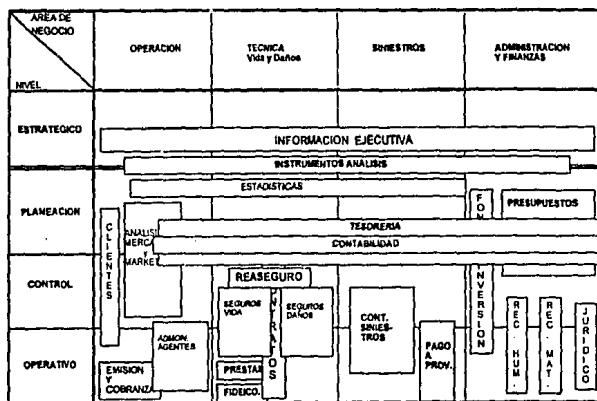 AREA DE
NEGOCIO
NIVEL
OPERACION
TECNICA
Vida y Daños
SINIESTROS
ADMINISTRACION
Y FINANZAS
ESTRATEGICO
INFORMACION EJECUTIVA
INSTRUMENTOS ANALISIS
ESTADISTICAS
PLANEACION
CLIENTES
Y
PRESUPUESTOS
TESORERIA
CONTABILIDAD
CONTROL
REASEGURO
SEGUROS
VIDA
SEGUROS
DAÑOS
CONT.
SINIES-
TROS
REC. HUM.
REC. MAT.
JURIDICO
OPERATIVO
ADMON.
AGENTES
PAGO
A
PROV.
EMISION
Y
COBRANZA
FIDEICO.